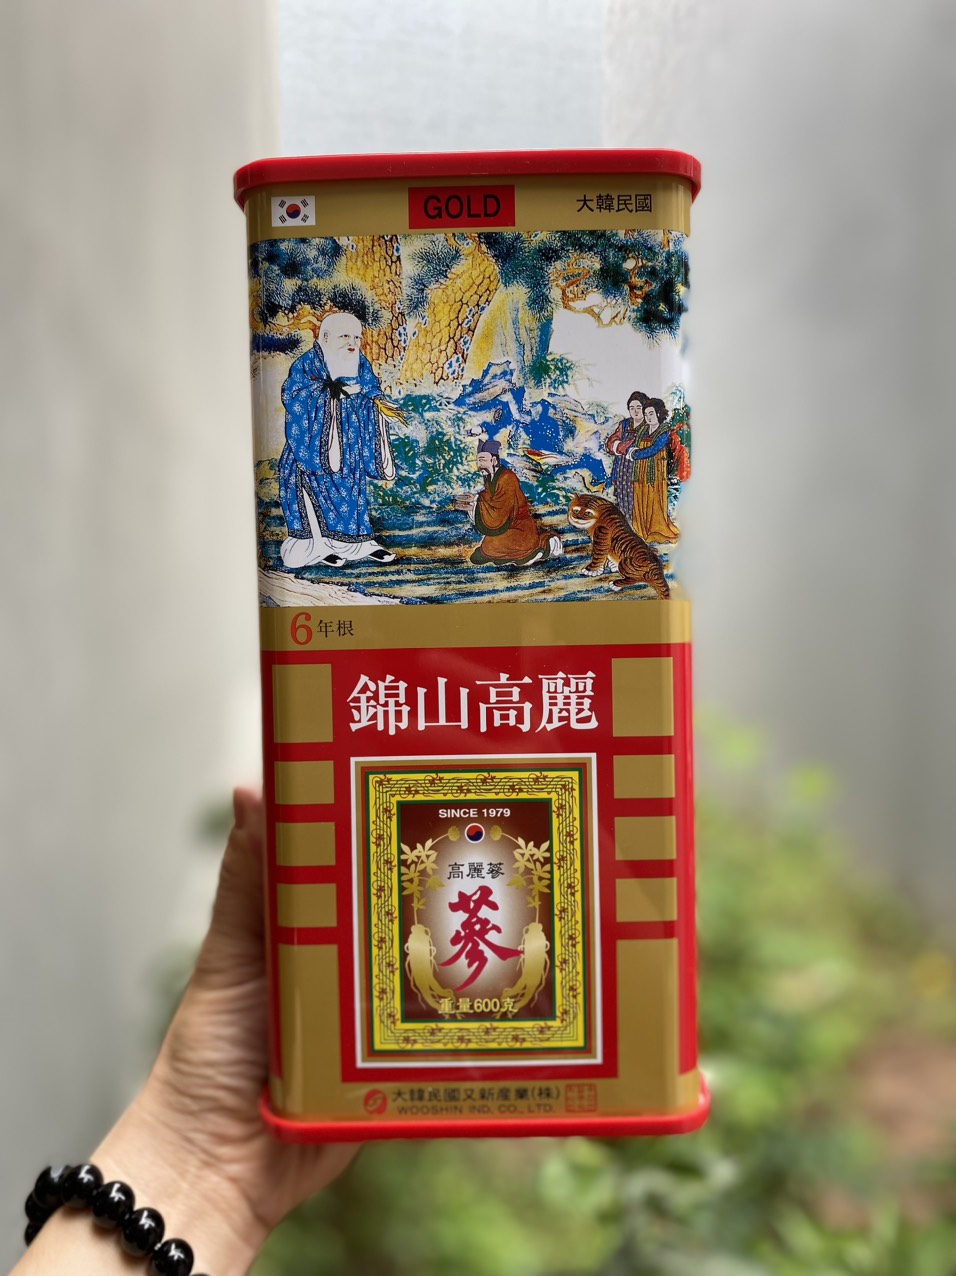 GOLD
大韓民國
6年根
錦山高麗
SINCE 1979
高麗蔘
蔘
重量600克
大韓民國又新産業(株)
WOOSHIN IND. CO., LTD.